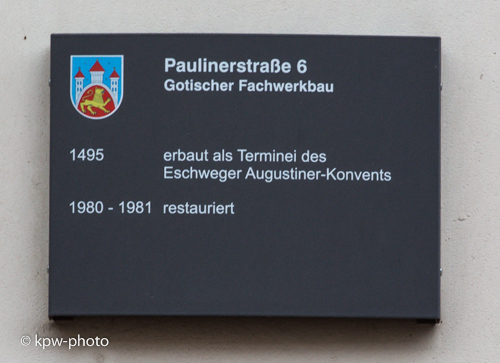 Paulinerstraße 6
Gotischer Fachwerkbau
1495 erbaut als Terminei des
Eschweger Augustiner-Konvents
1980 - 1981 restauriert
© kpw-photo